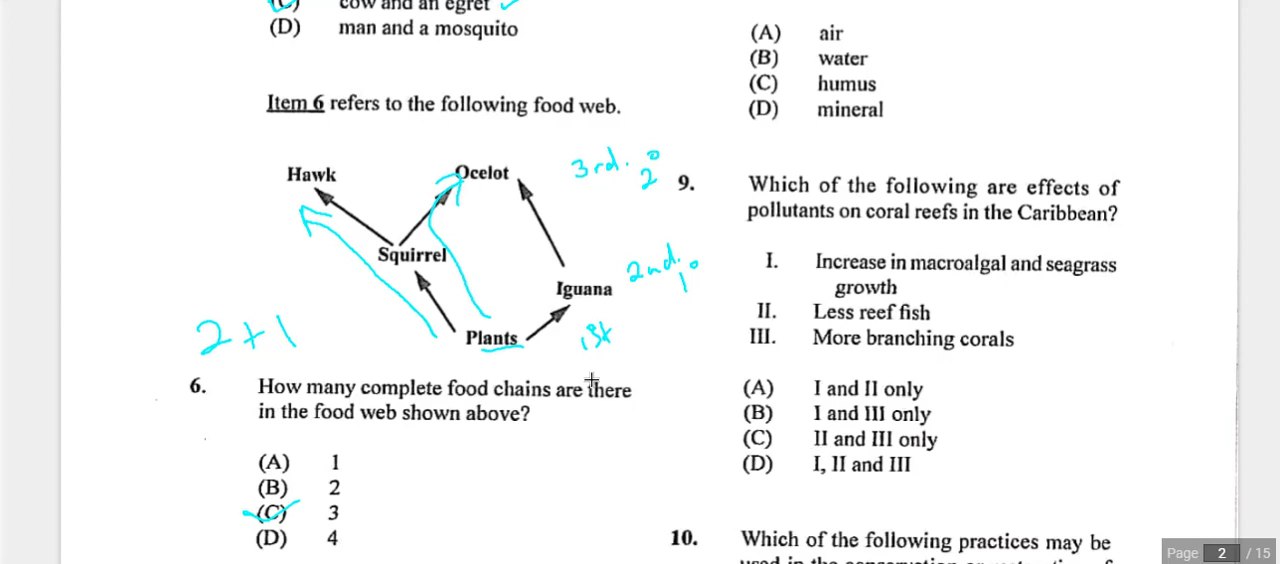 (C) cow and an egret
(D) man and a mosquito
Item 6 refers to the following food web.
Hawk
Ocelot
3rd. 2°
Squirrel
2nd. 1°
Iguana
Plants
1st
2+1
6. How many complete food chains are there
in the food web shown above?
(A) 1
(B) 2
(C) 3
(D) 4
(A) air
(B) water
(C) humus
(D) mineral
9. Which of the following are effects of
pollutants on coral reefs in the Caribbean?
I. Increase in macroalgal and seagrass
growth
II. Less reef fish
III. More branching corals
(A) I and II only
(B) I and III only
(C) II and III only
(D) I, II and III
10. Which of the following practices may be
Page 2 / 15